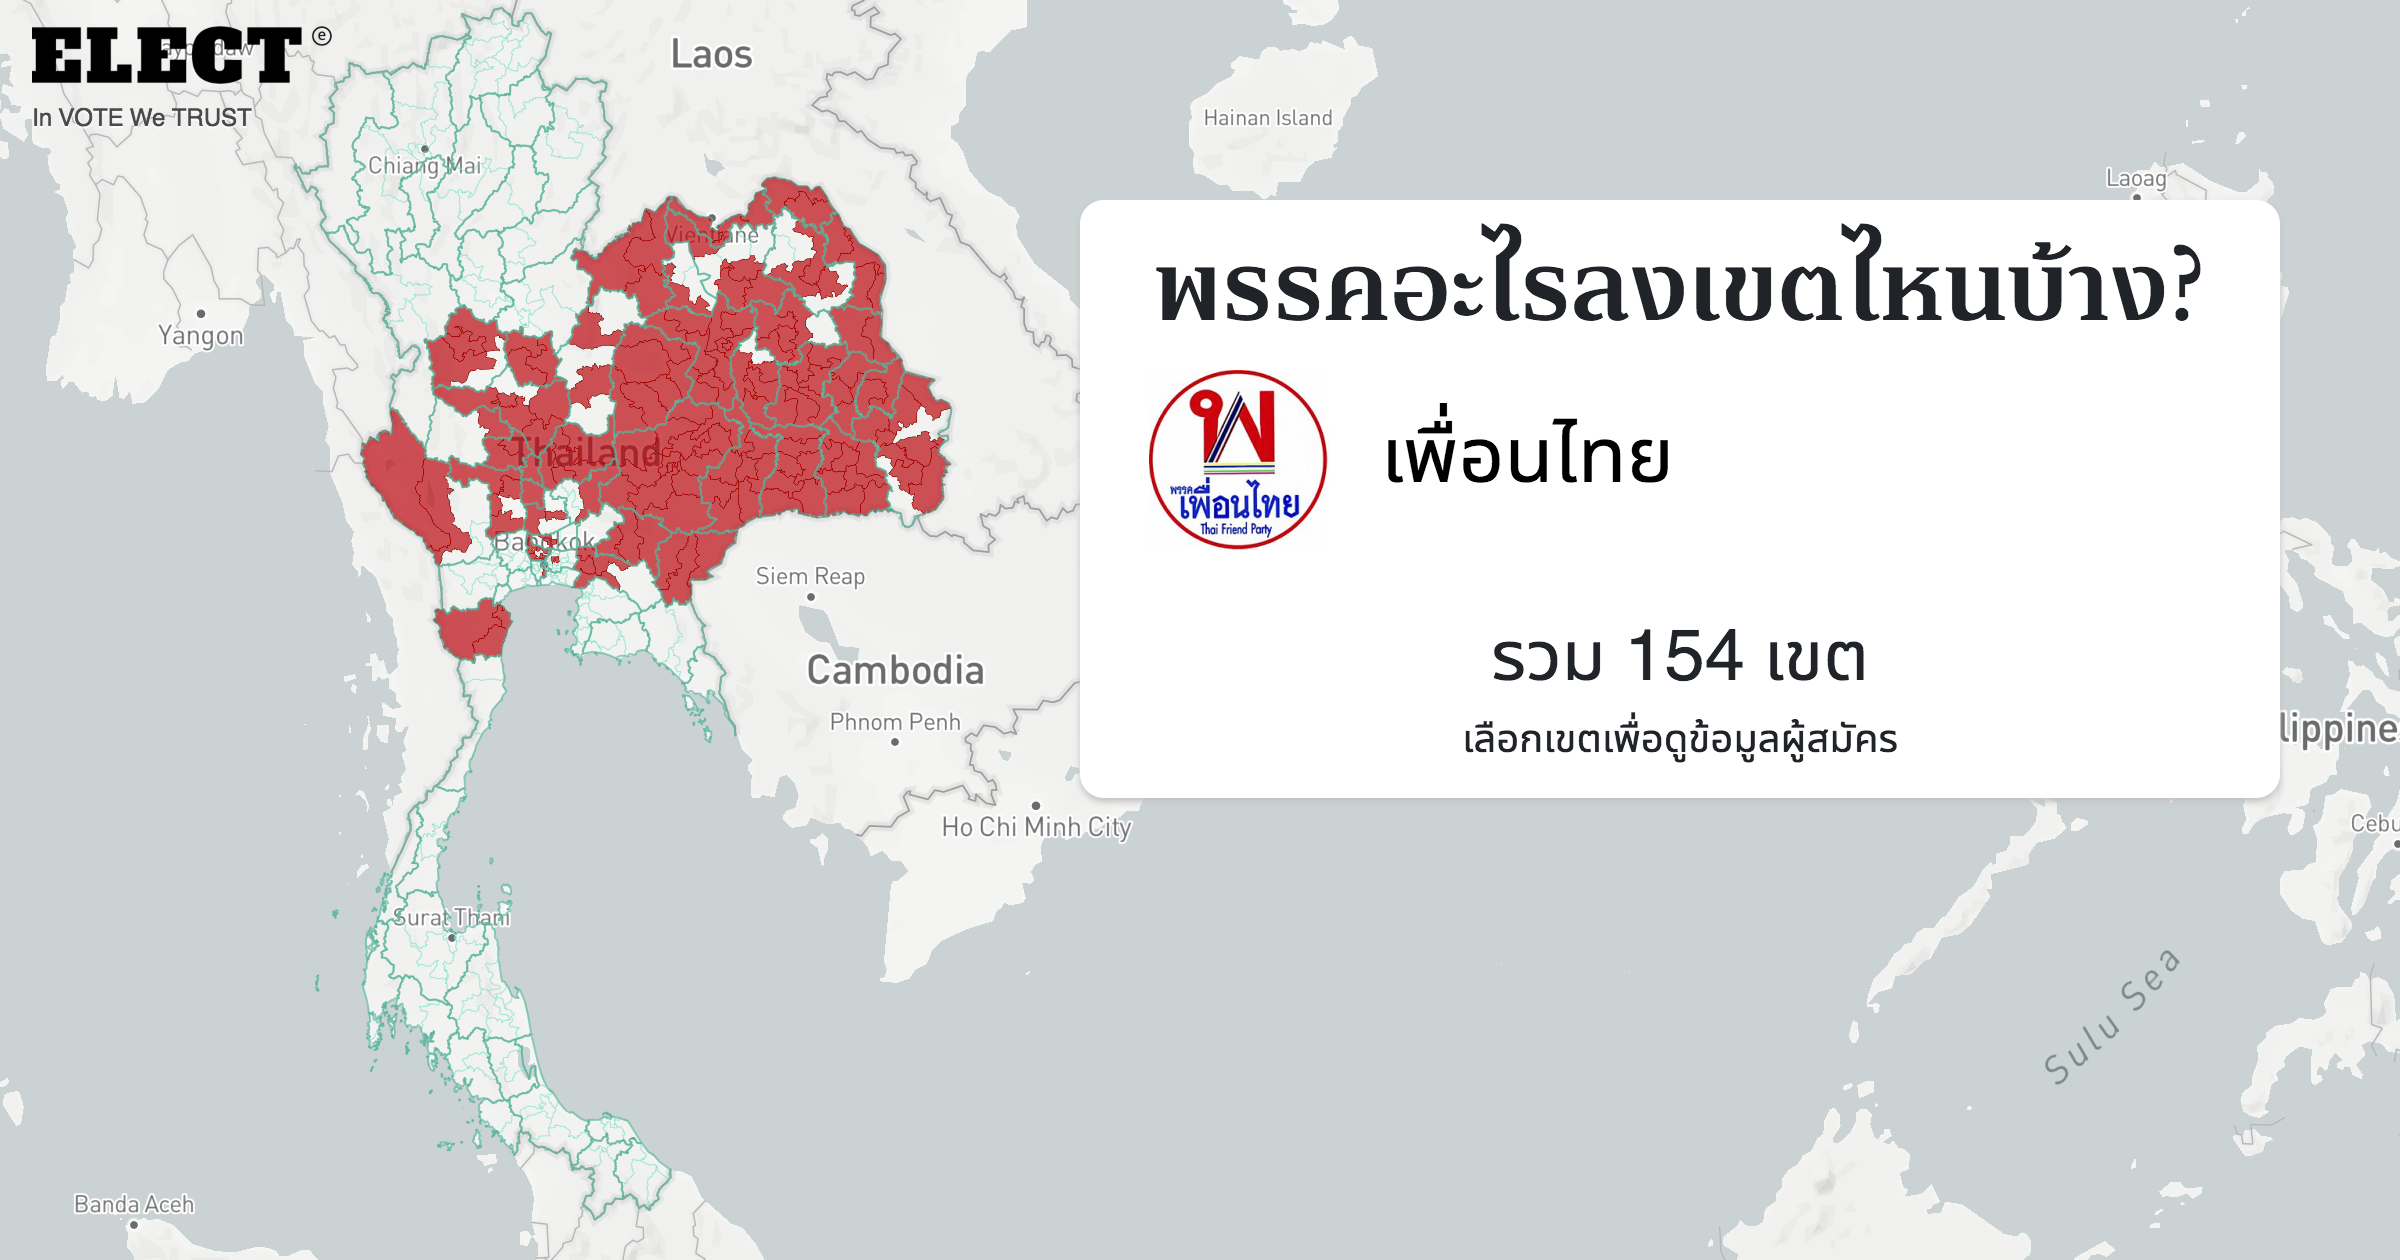 ELECT ⓔ
In VOTE We TRUST
Laos
Hainan Island
Laoag
Chiang Mai
Vientiane
Yangon
พรรคอะไรลงเขตไหนบ้าง?
พรรค
เพื่อนไทย
Thai Friend Party
เพื่อนไทย
Thailand
Bangkok
Siem Reap
รวม 154 เขต
Cambodia
Phnom Penh
เลือกเขตเพื่อดูข้อมูลผู้สมัคร
lippine
Ho Chi Minh City
Cebu
Surat Thani
Sulu Sea
Banda Aceh